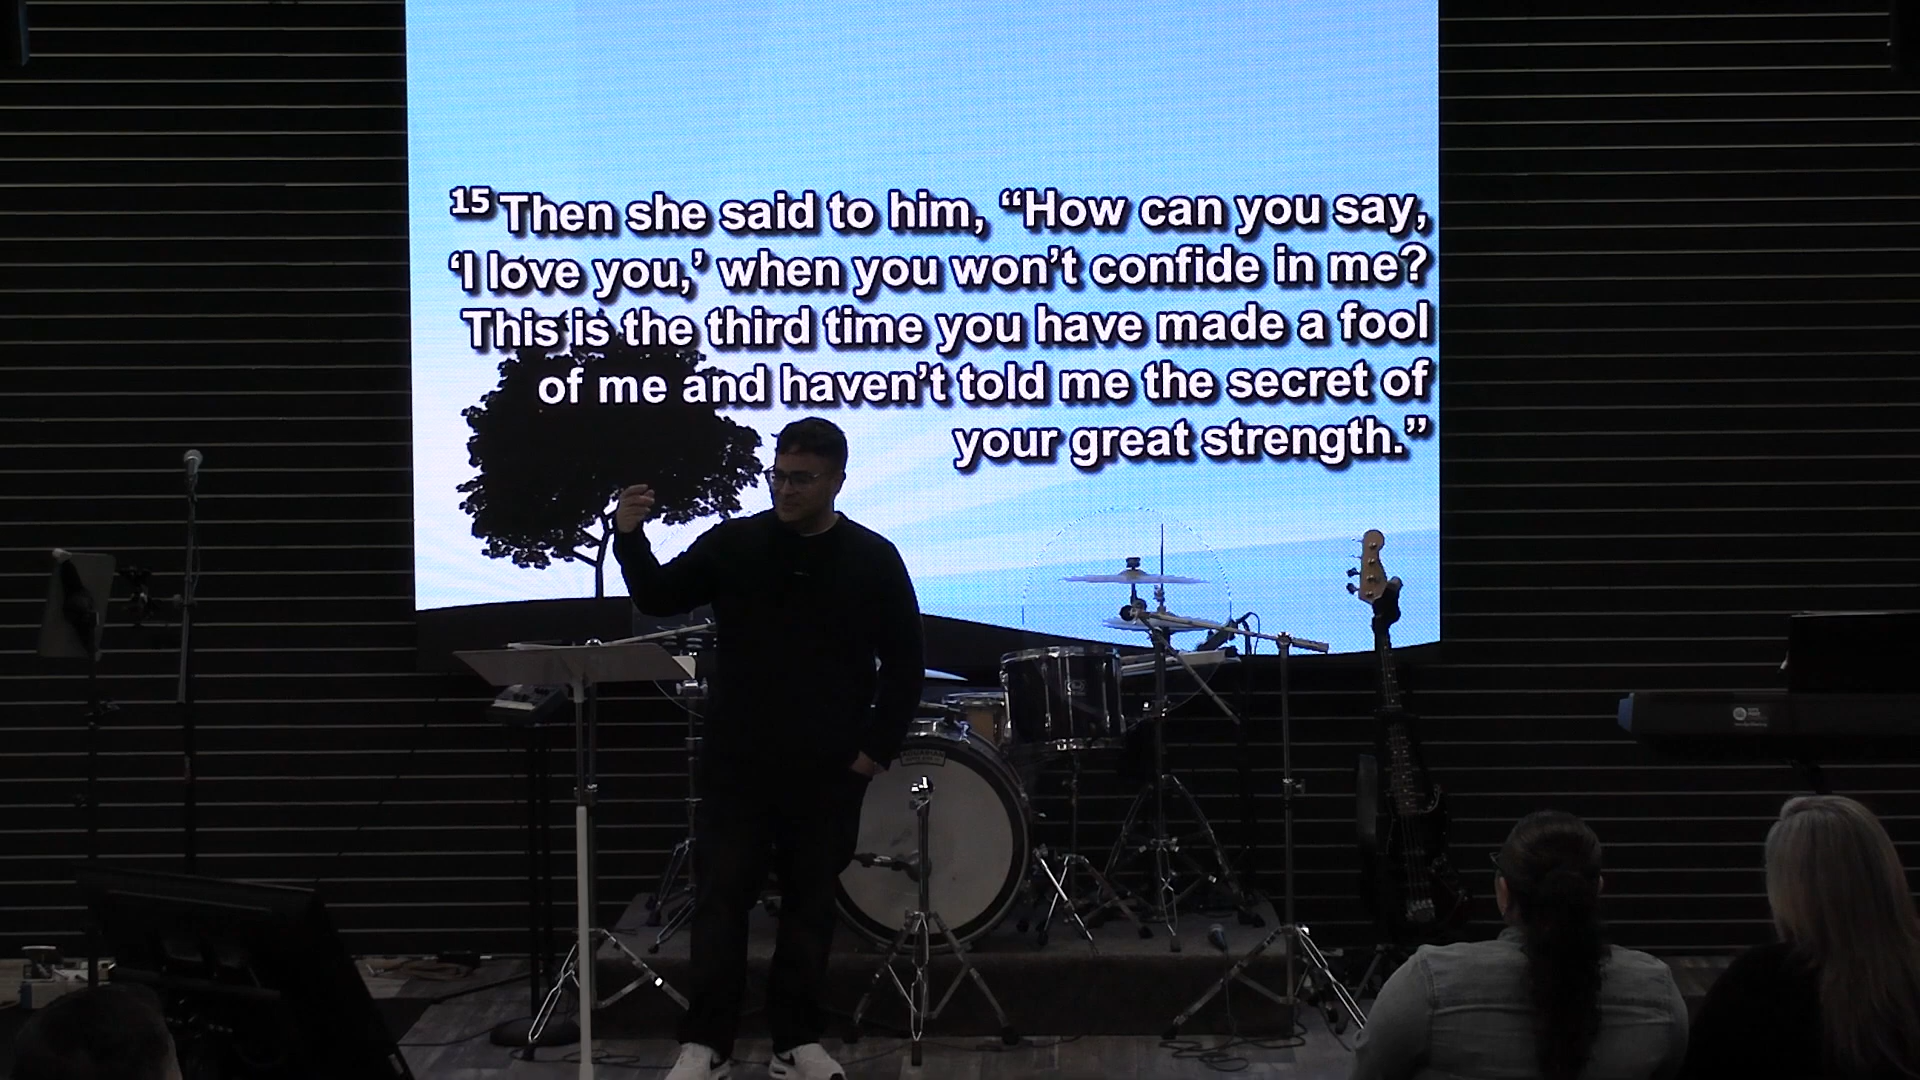 15 Then she said to him, “How can you say,
‘I love you,’ when you won’t confide in me?
This is the third time you have made a fool
of me and haven’t told me the secret of
your great strength.”